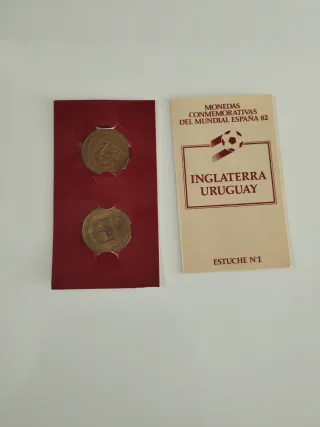 MONEDAS
CONMEMORATIVAS
DEL MUNDIAL ESPAÑA 82
INGLATERRA
URUGUAY
ESTUCHE Nº1